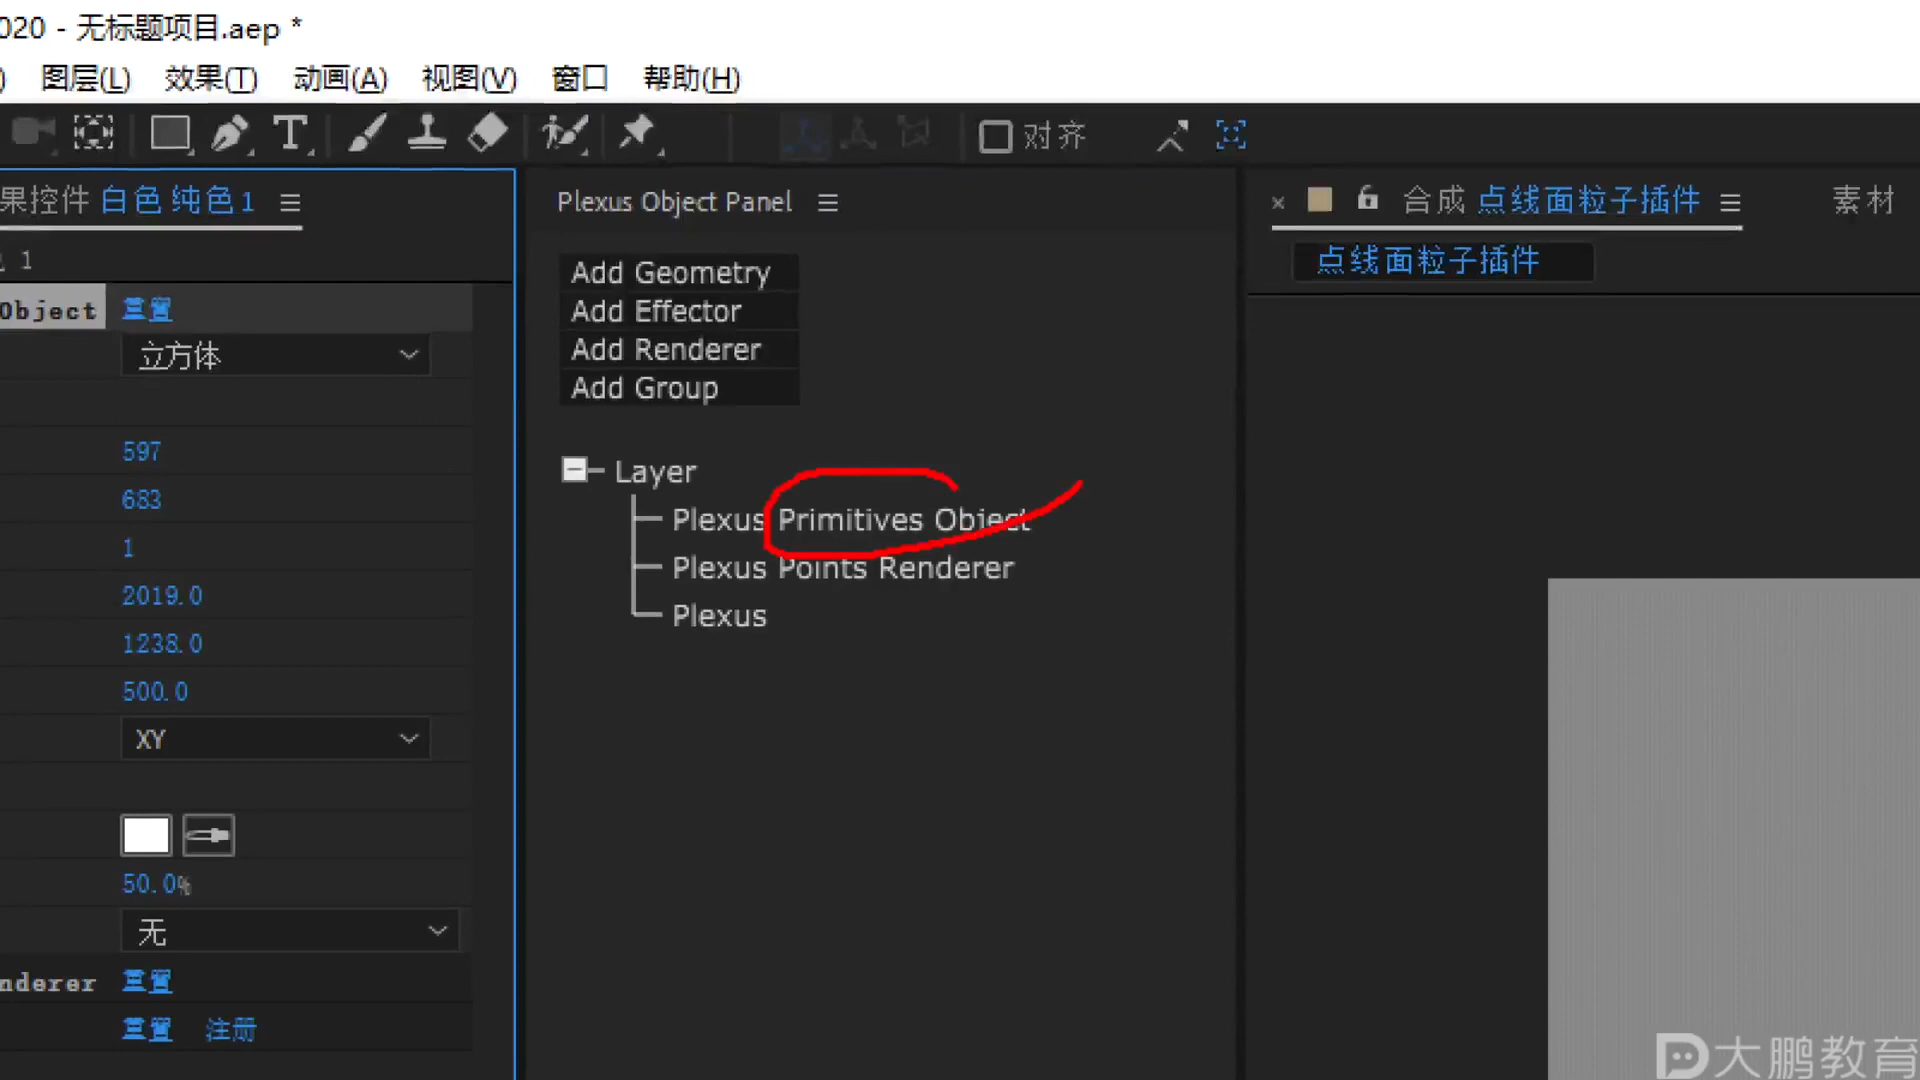 020 - 无标题项目.aep *
图层(L) 效果(T) 动画(A) 视图(V) 窗口 帮助(H)
T 对齐
果控件 白色 纯色 1
1
Object 重置
立方体
597
683
1
2019.0
1238.0
500.0
XY
50.0%
无
nderer 重置
重置 注册
Plexus Object Panel
Add Geometry
Add Effector
Add Renderer
Add Group
Layer
Plexus Primitives Object
Plexus Points Renderer
Plexus
合成 点线面粒子插件 素材
点线面粒子插件
大鹏教育